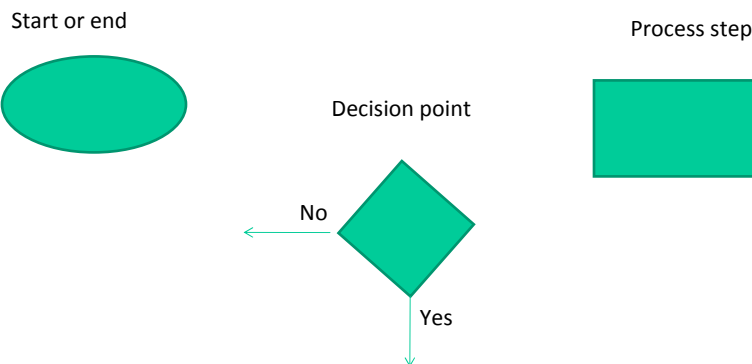 Start or end
Process step
Decision point
No
Yes